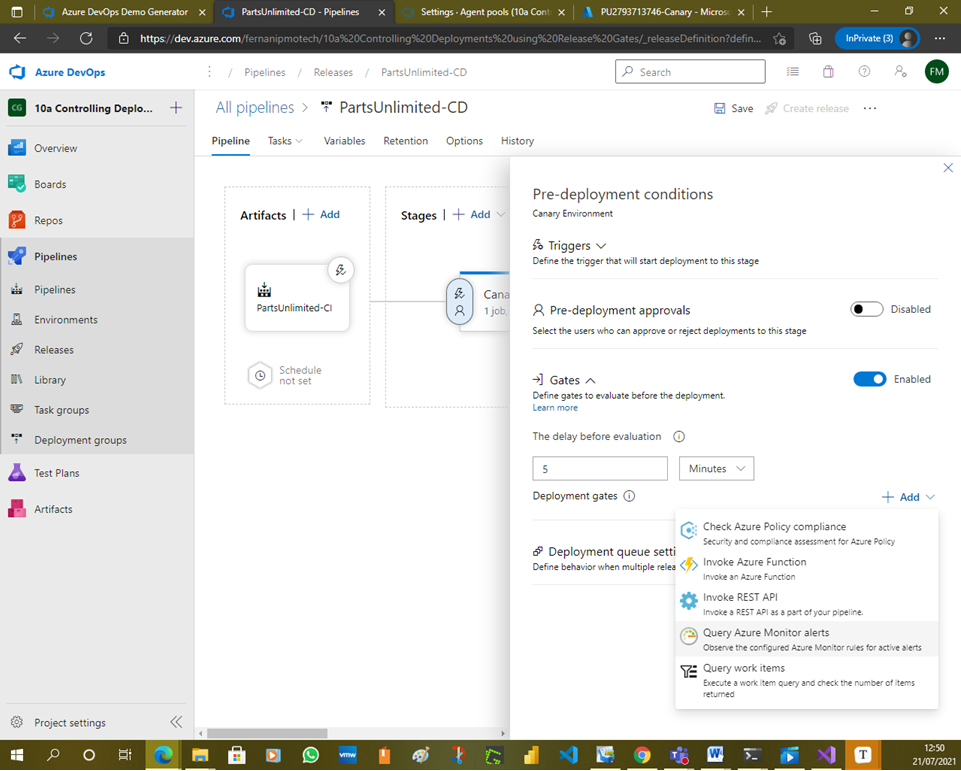 Azure DevOps Demo Generator
PartsUnlimited-CD - Pipelines
Settings · Agent pools (10a Cont
PU2793713746-Canary - Micros
https://dev.azure.com/fernanipmotech/10a%20Controlling%20Deployments%20using%20Release%20Gates/_releaseDefinition?defin...
InPrivate (3)
Azure DevOps
/ Pipelines / Releases / PartsUnlimited-CD
Search
FM
CG
10a Controlling Deplo...
All pipelines > PartsUnlimited-CD
Save
Create release
Pipeline
Tasks
Variables
Retention
Options
History
Overview
Boards
Repos
Pipelines
Pipelines
Environments
Releases
Library
Task groups
Deployment groups
Test Plans
Artifacts
Project settings
Artifacts | + Add
Stages | + Add
PartsUnlimited-CI
Schedule
not set
Cana
1 job,
Pre-deployment conditions
Canary Environment
Triggers
Define the trigger that will start deployment to this stage
Pre-deployment approvals
Disabled
Select the users who can approve or reject deployments to this stage
Gates
Enabled
Define gates to evaluate before the deployment.
Learn more
The delay before evaluation
5
Minutes
Deployment gates
+ Add
Deployment queue setti
Define behavior when multiple relea
Check Azure Policy compliance
Security and compliance assessment for Azure Policy
Invoke Azure Function
Invoke an Azure Function
Invoke REST API
Invoke a REST API as a part of your pipeline.
Query Azure Monitor alerts
Observe the configured Azure Monitor rules for active alerts
Query work items
Execute a work item query and check the number of items
returned
vmw
T
12:50
21/07/2021